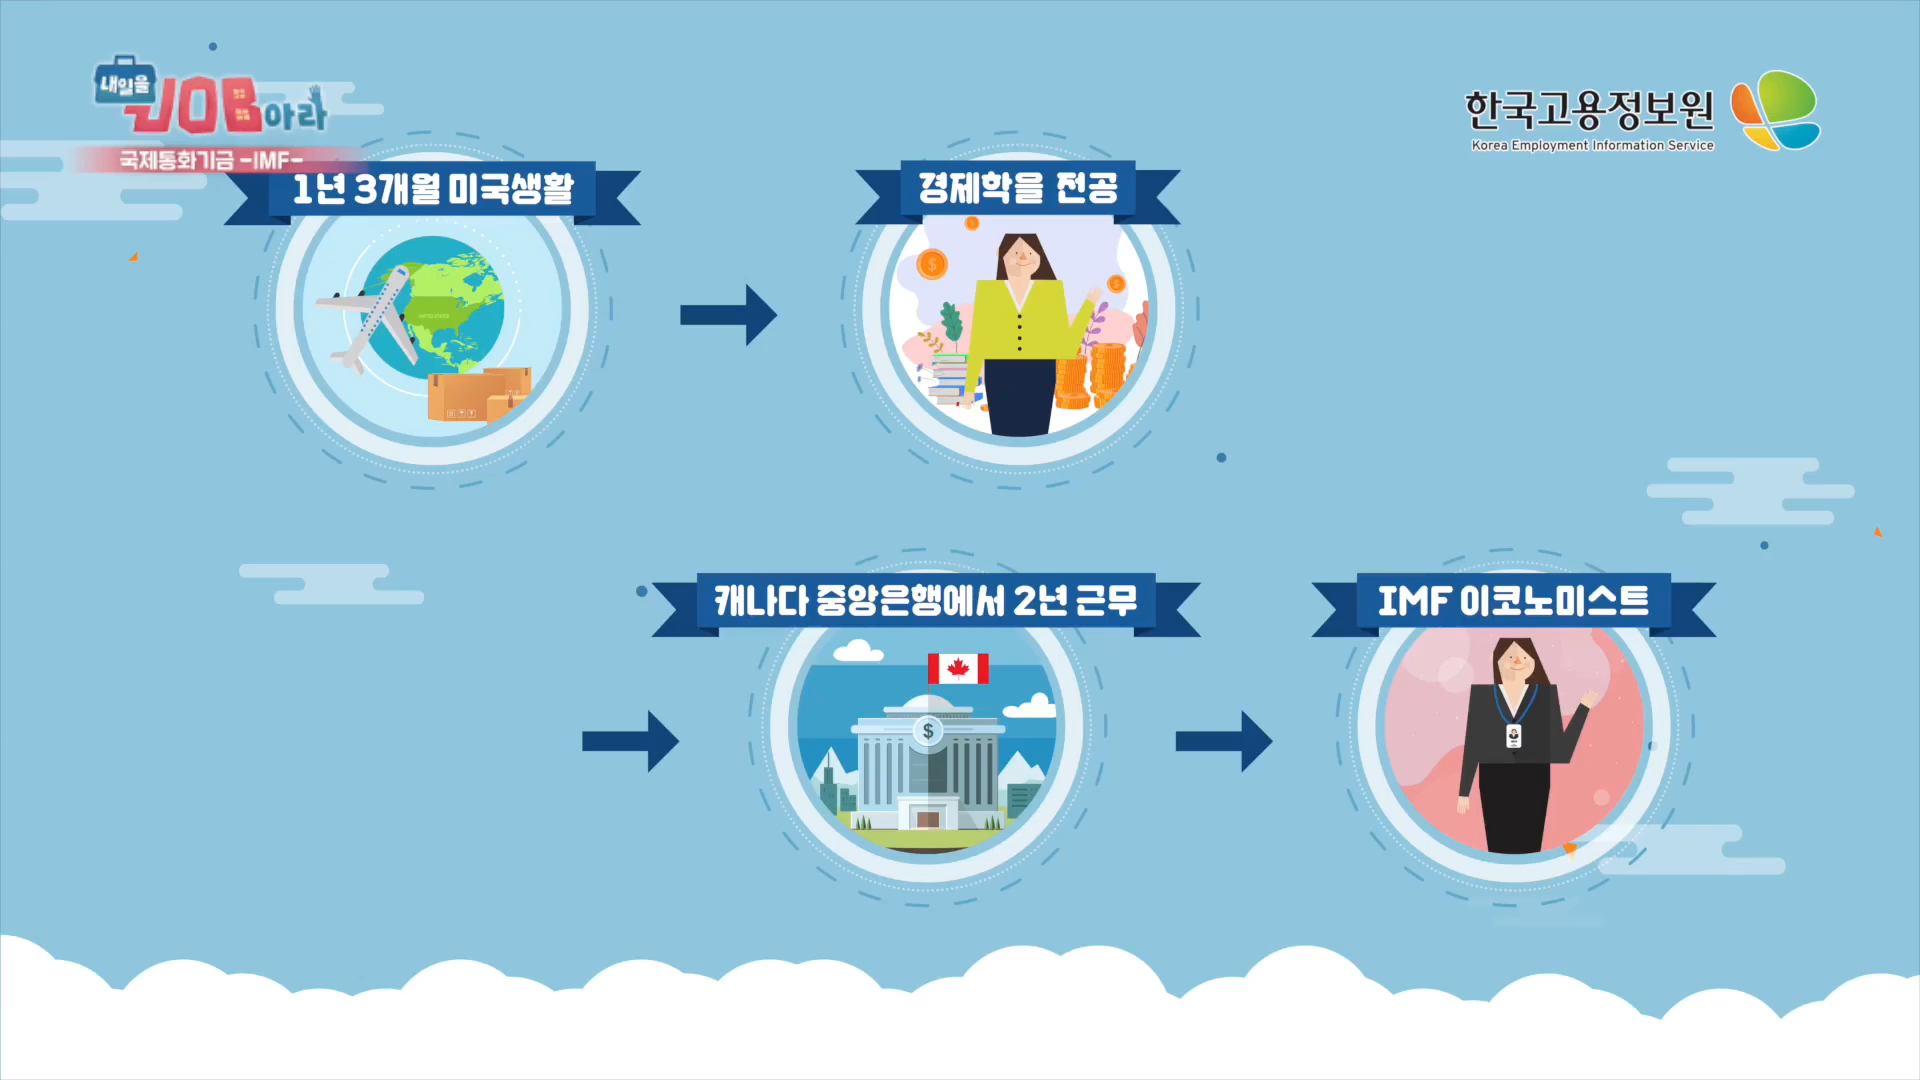 내일을
JOB아라
국제통화기금 -IMF-
한국고용정보원
Korea Employment Information Service
1년 3개월 미국생활
경제학을 전공
UNITED STATES
캐나다 중앙은행에서 2년 근무
$
IMF 이코노미스트